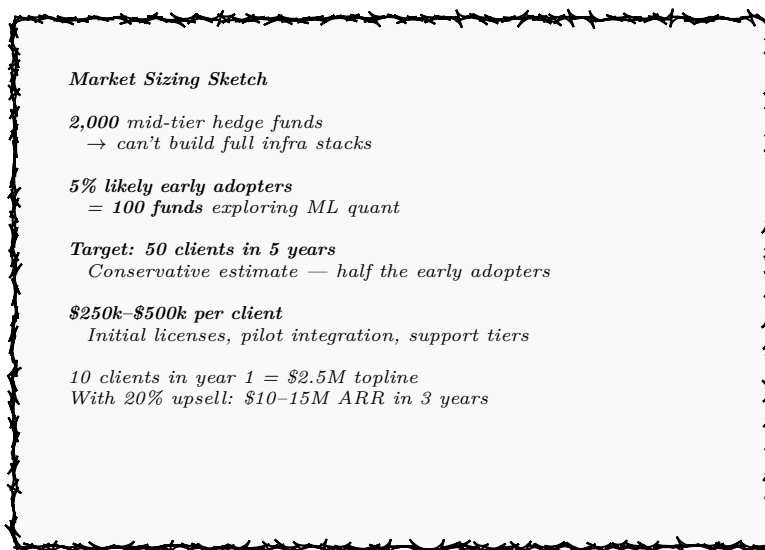 Market Sizing Sketch
2,000 mid-tier hedge funds
→ can't build full infra stacks
5% likely early adopters
= 100 funds exploring ML quant
Target: 50 clients in 5 years
Conservative estimate — half the early adopters
$250k–$500k per client
Initial licenses, pilot integration, support tiers
10 clients in year 1 = $2.5M topline
With 20% upsell: $10–15M ARR in 3 years